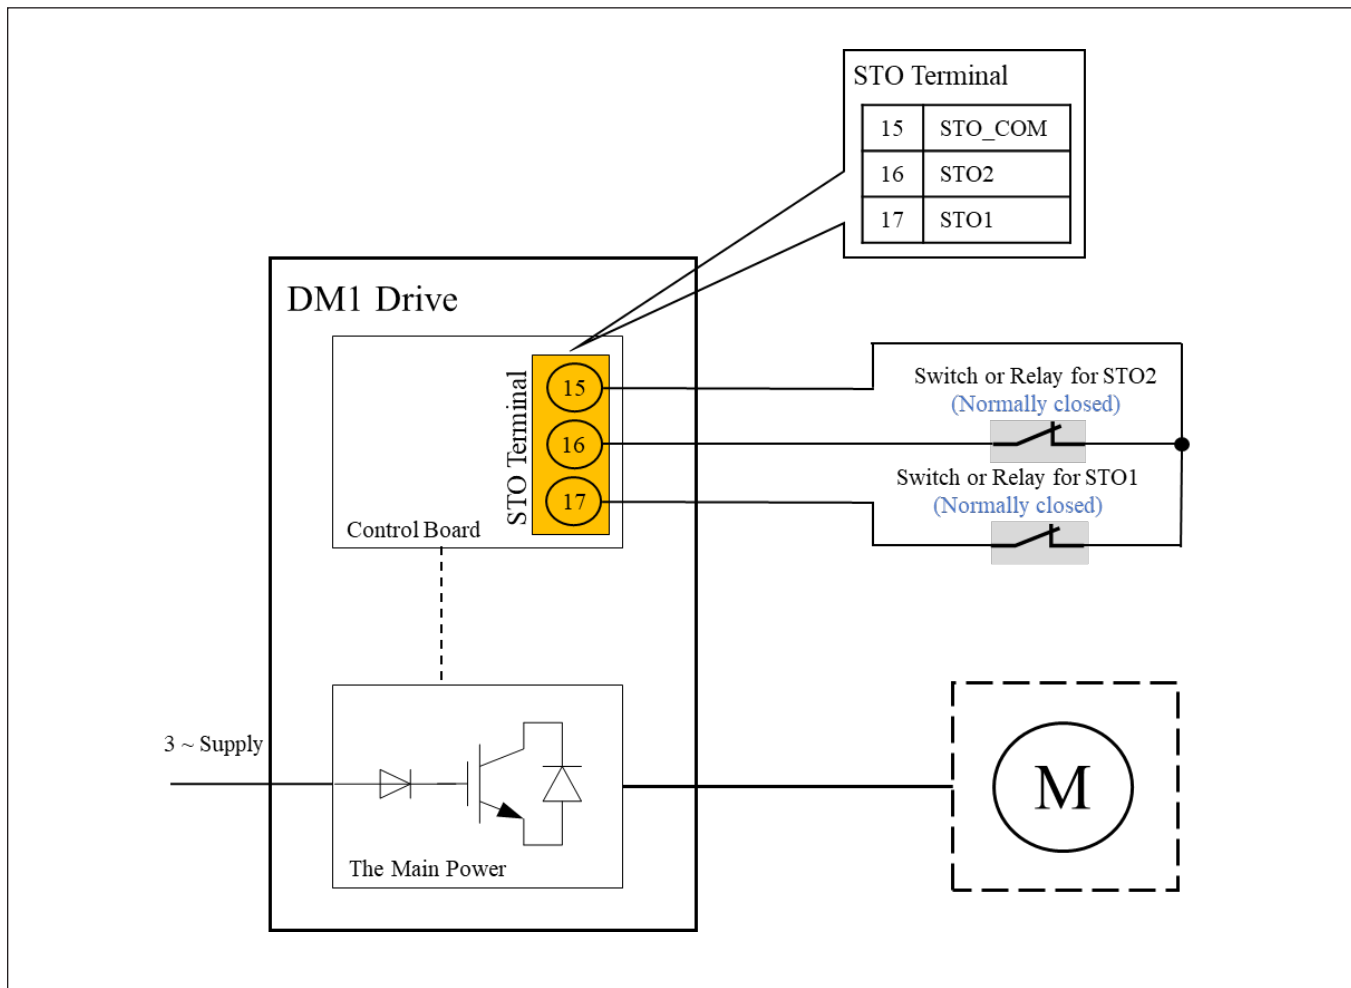 STO Terminal
15 STO_COM
16 STO2
17 STO1
DM1 Drive
STO Terminal
15
16
17
Control Board
Switch or Relay for STO2
(Normally closed)
Switch or Relay for STO1
(Normally closed)
3 ~ Supply
The Main Power
M